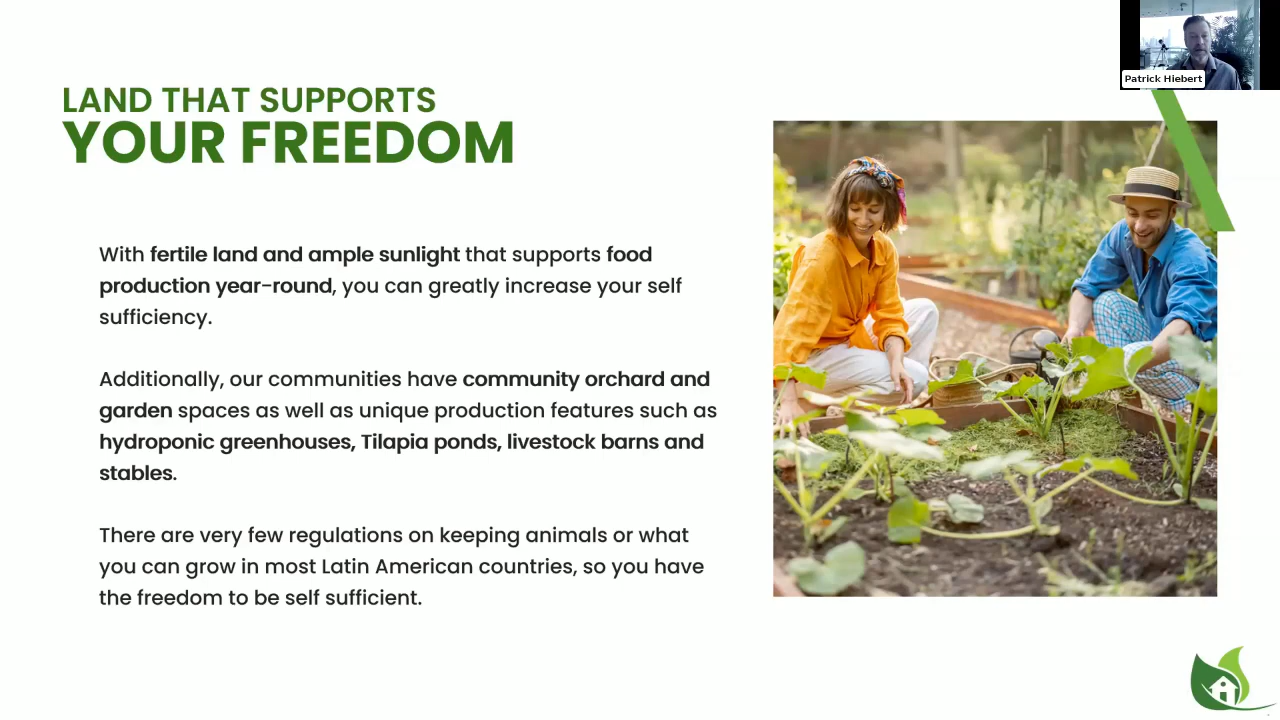 Patrick Hiebert
LAND THAT SUPPORTS
YOUR FREEDOM
With fertile land and ample sunlight that supports food
production year-round, you can greatly increase your self
sufficiency.
Additionally, our communities have community orchard and
garden spaces as well as unique production features such as
hydroponic greenhouses, Tilapia ponds, livestock barns and
stables.
There are very few regulations on keeping animals or what
you can grow in most Latin American countries, so you have
the freedom to be self sufficient.